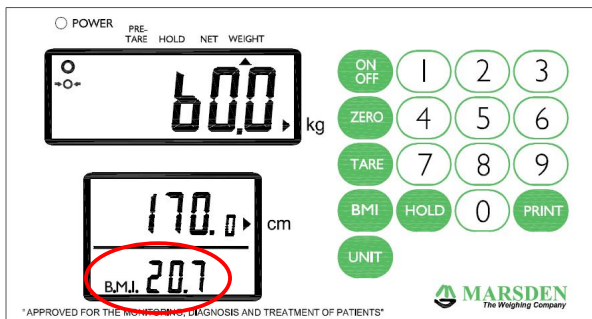 POWER
PRE-
TARE HOLD NET WEIGHT
60.0 kg
170.0 cm
B.M.I. 20.7
ON
OFF
1 2 3
ZERO 4 5 6
TARE 7 8 9
BMI HOLD 0 PRINT
UNIT
MARSDEN
The Weighing Company
"APPROVED FOR THE MONITORING, DIAGNOSIS AND TREATMENT OF PATIENTS"